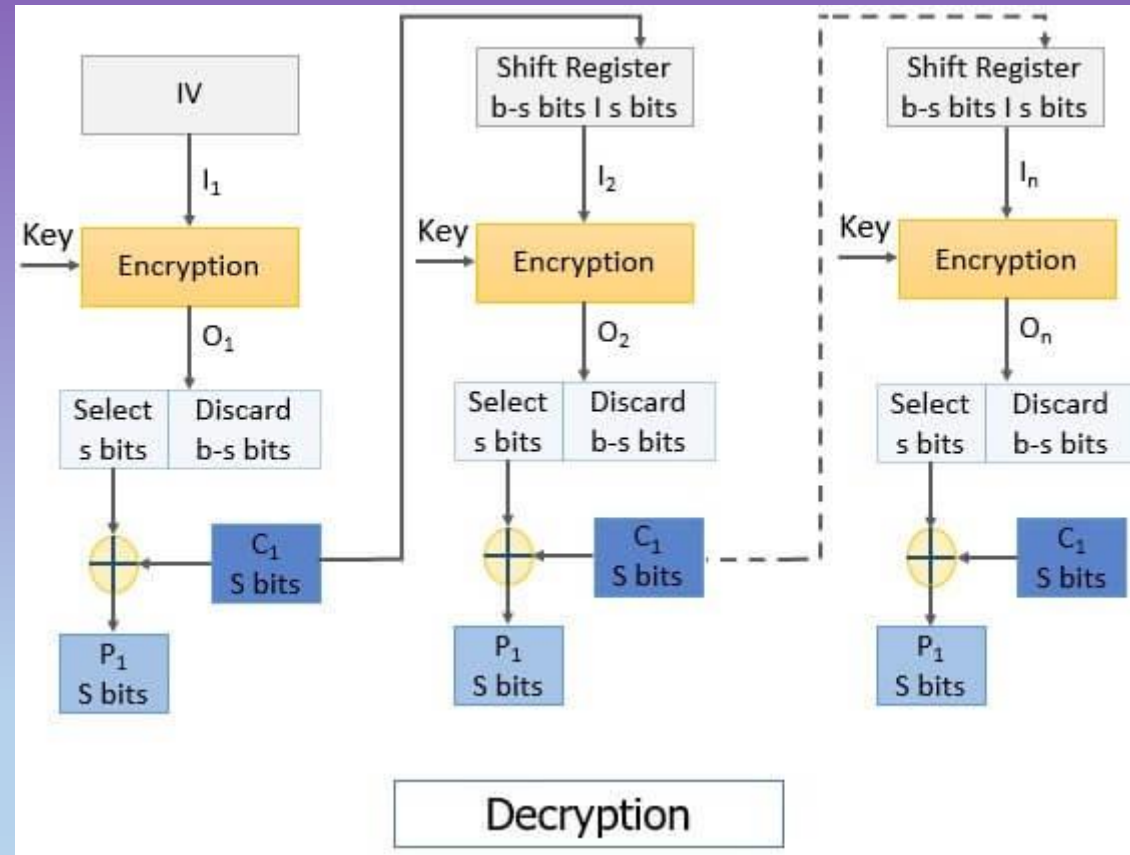 IV
I₁
Key
Encryption
O₁
Select
s bits
Discard
b-s bits
C₁
S bits
P₁
S bits
Shift Register
b-s bits I s bits
I₂
Key
Encryption
O₂
Select
s bits
Discard
b-s bits
C₁
S bits
P₁
S bits
Shift Register
b-s bits I s bits
Iₙ
Key
Encryption
Oₙ
Select
s bits
Discard
b-s bits
C₁
S bits
P₁
S bits
Decryption